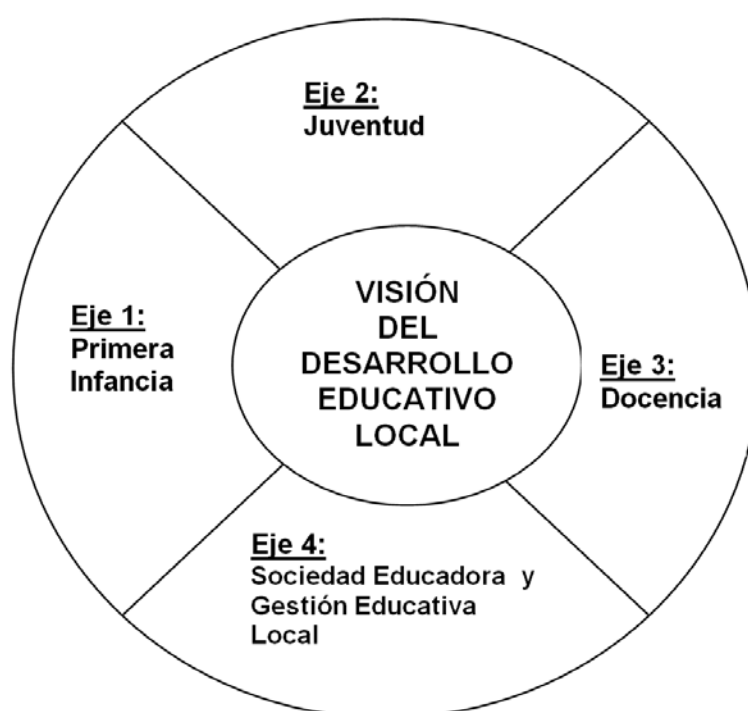 Eje 2:
Juventud
Eje 1:
Primera
Infancia
VISIÓN
DEL
DESARROLLO
EDUCATIVO
LOCAL
Eje 3:
Docencia
Eje 4:
Sociedad Educadora y
Gestión Educativa
Local